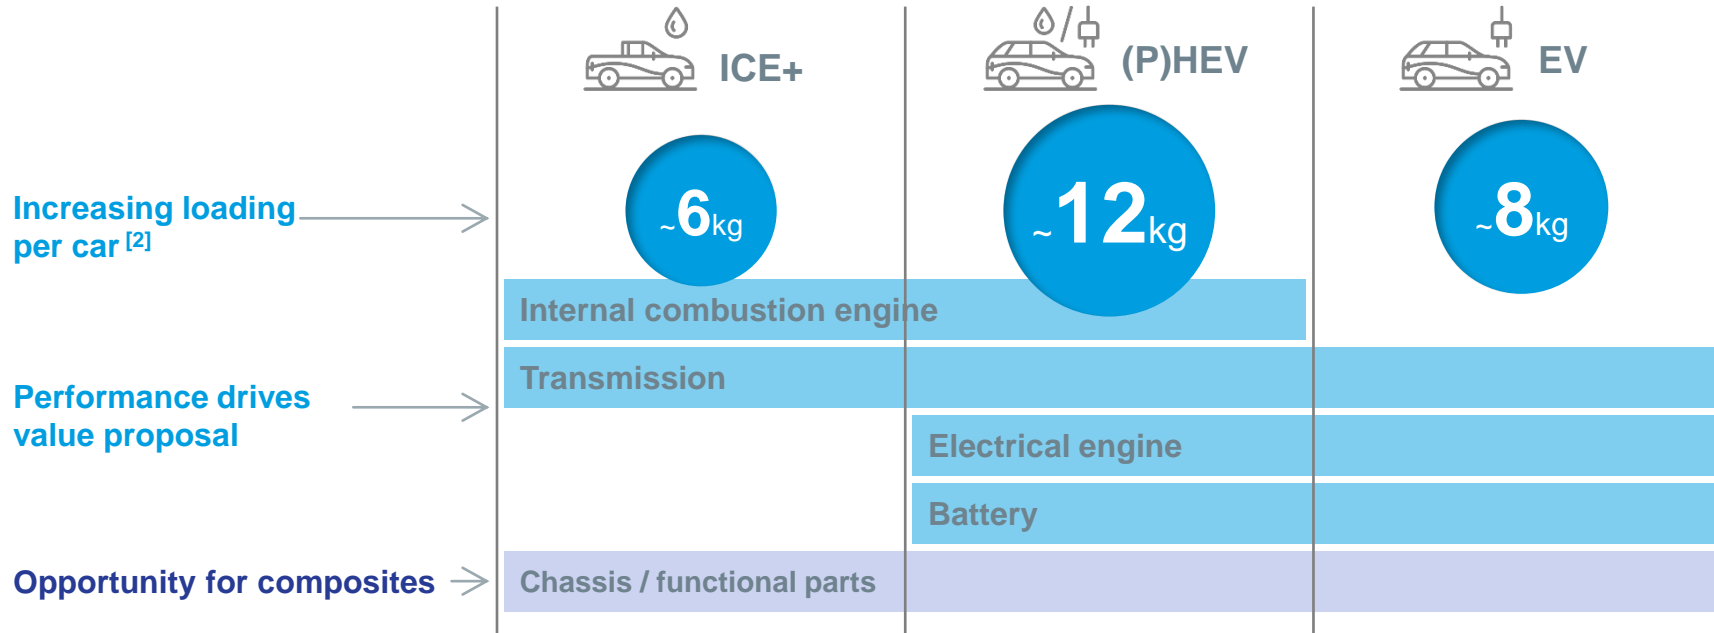 ICE+
(P)HEV
EV
Increasing loading
per car [2]
~6kg
~12kg
~8kg
Internal combustion engine
Transmission
Performance drives
value proposal
Electrical engine
Battery
Opportunity for composites
Chassis / functional parts